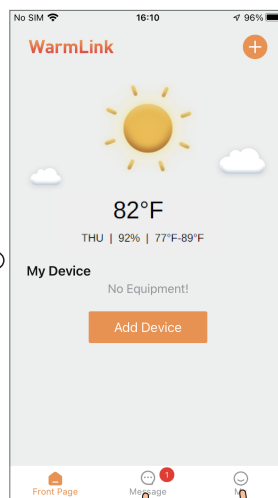 No SIM 16:10 96%
WarmLink
82°F
THU | 92% | 77°F-89°F
My Device
No Equipment!
Add Device
1
Front Page Message